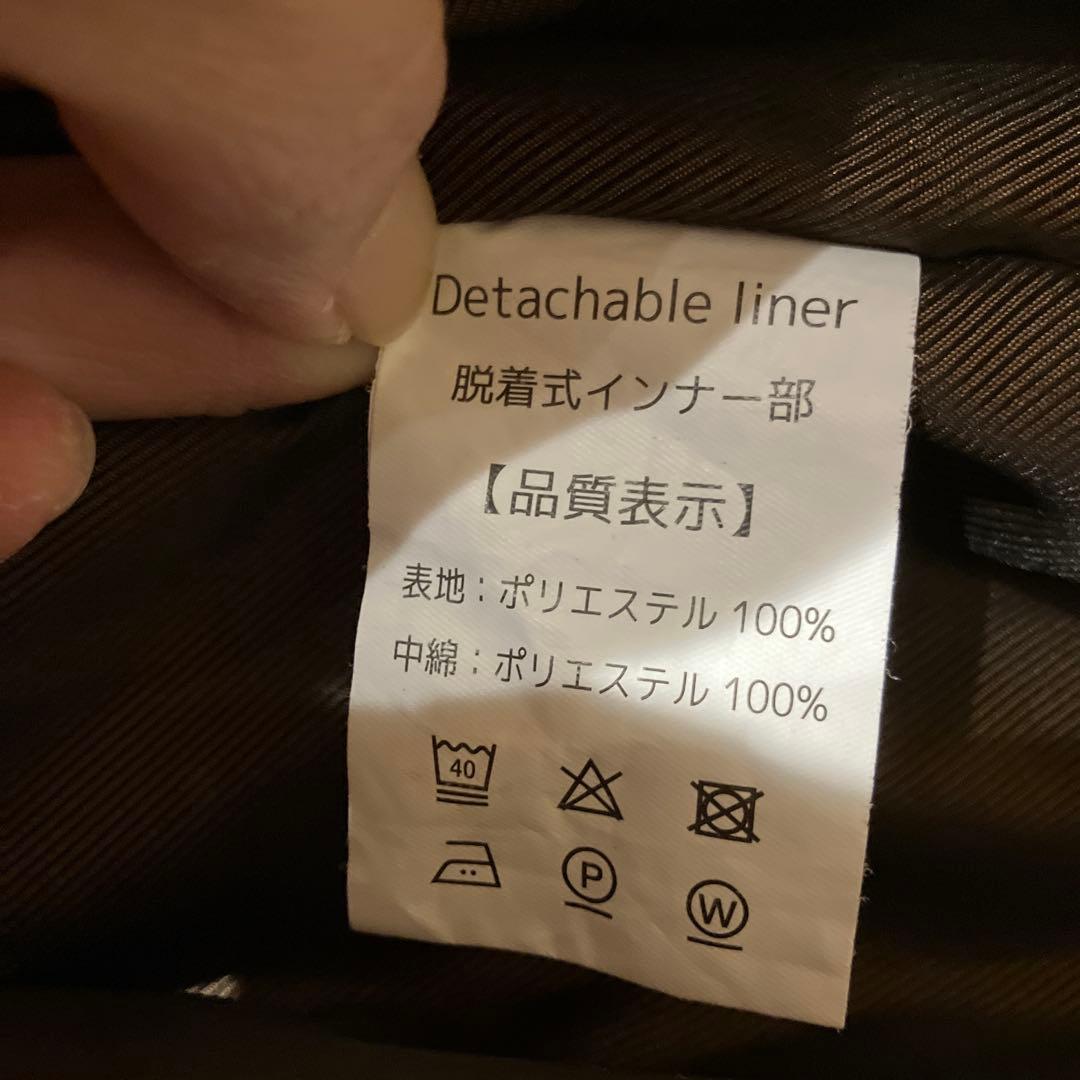 Detachable liner
脱着式インナー部
【品質表示】
表地：ポリエステル 100%
中綿：ポリエステル 100%
40
P
W